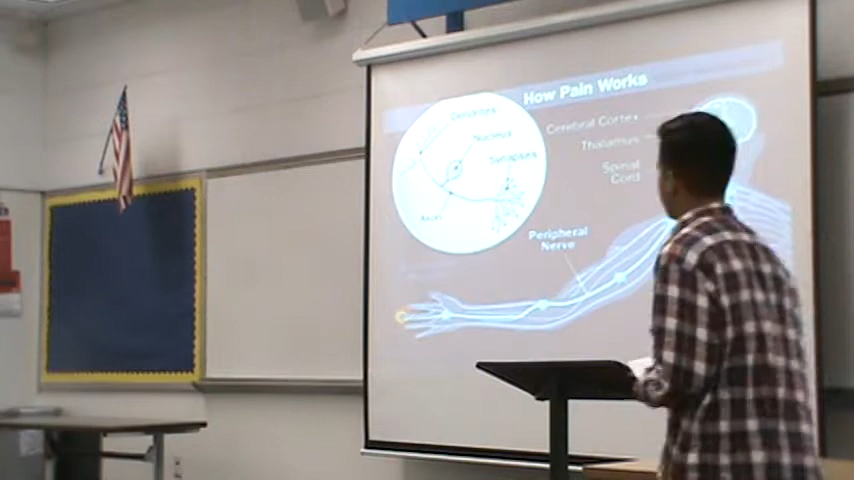 How Pain Works
Dendrites
Nucleus
Synapses
Axon
Cerebral Cortex
Thalamus
Spinal
Cord
Peripheral
Nerve